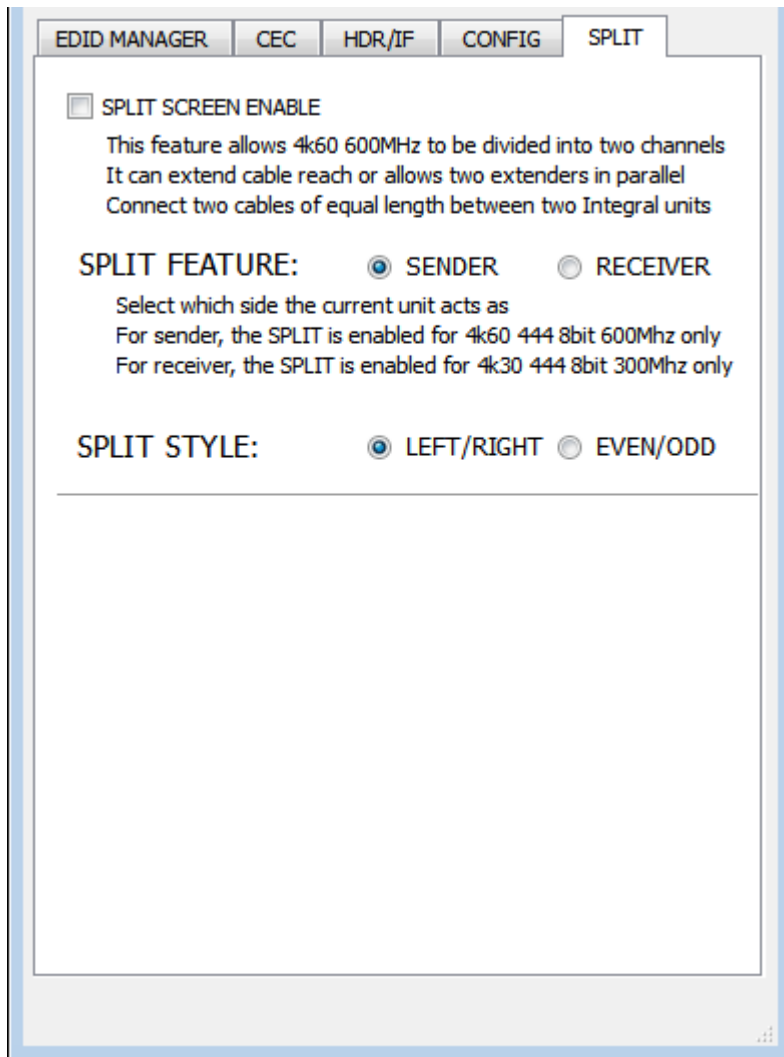 EDID MANAGER CEC HDR/IF CONFIG SPLIT
SPLIT SCREEN ENABLE
This feature allows 4k60 600MHz to be divided into two channels
It can extend cable reach or allows two extenders in parallel
Connect two cables of equal length between two Integral units
SPLIT FEATURE: SENDER RECEIVER
Select which side the current unit acts as
For sender, the SPLIT is enabled for 4k60 444 8bit 600Mhz only
For receiver, the SPLIT is enabled for 4k30 444 8bit 300Mhz only
SPLIT STYLE: LEFT/RIGHT EVEN/ODD